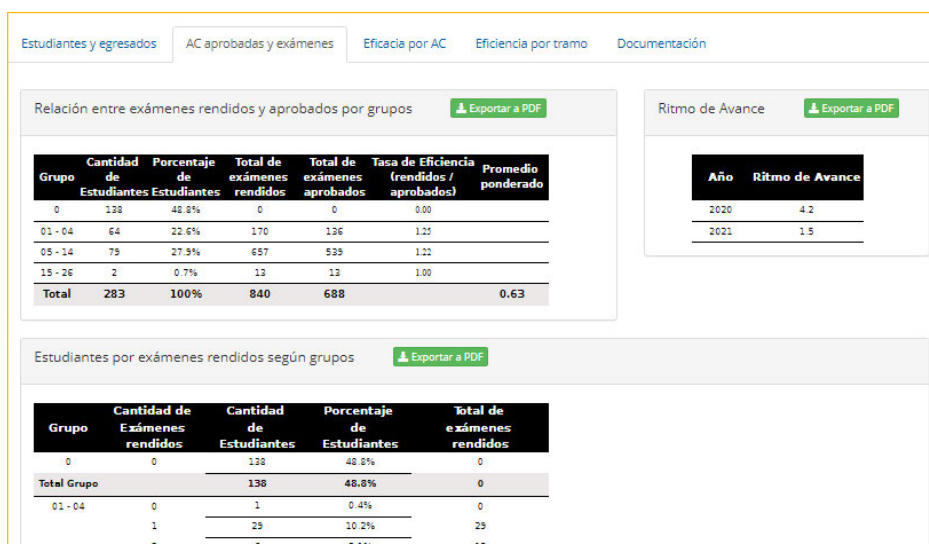 Estudiantes y egresados AC aprobadas y exámenes Eficacia por AC Eficiencia por tramo Documentación
Relación entre exámenes rendidos y aprobados por grupos Exportar a PDF
Grupo Cantidad de Estudiantes Porcentaje de Estudiantes Total de exámenes rendidos Total de exámenes aprobados Tasa de Eficiencia (rendidos / aprobados) Promedio ponderado
0 138 48.8% 0 0 0.00
01 - 04 64 22.6% 170 136 1.25
05 - 14 79 27.9% 657 539 1.22
15 - 26 2 0.7% 13 13 1.00
Total 283 100% 840 688 0.63
Ritmo de Avance Exportar a PDF
Año Ritmo de Avance
2020 4.2
2021 1.5
Estudiantes por exámenes rendidos según grupos Exportar a PDF
Grupo Cantidad de Exámenes rendidos Cantidad de Estudiantes Porcentaje de Estudiantes Total de exámenes rendidos
0 0 138 48.8% 0
Total Grupo 138 48.8% 0
01 - 04 0 1 0.4% 0
1 29 10.2% 29